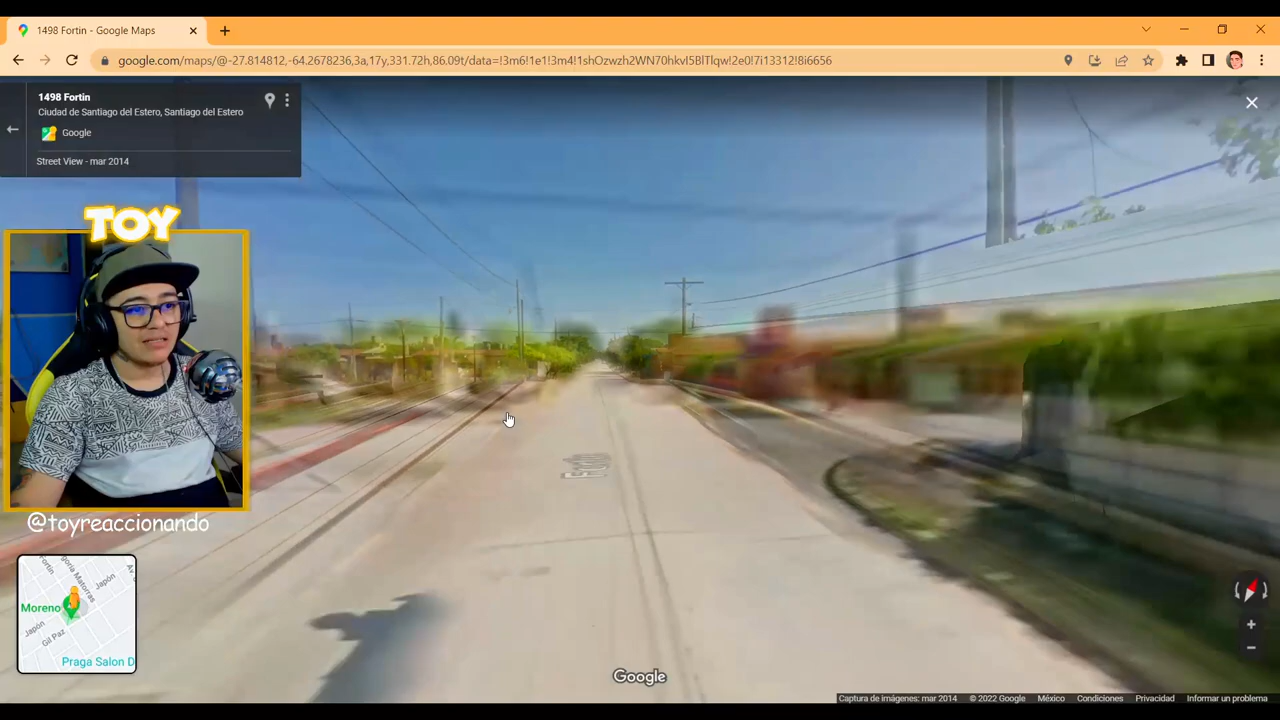 1498 Fortin - Google Maps
google.com/maps/@-27.814812,-64.2678236,3a,17y,331.72h,86.09t/data=!3m6!1e1!3m4!1shOzwzh2WN70hkvI5BlTlqw!2e0!7i13312!8i6656
1498 Fortin
Ciudad de Santiago del Estero, Santiago del Estero
Google
Street View - mar 2014
TOY
@toyreaccionando
Fortin
Fortin
Japón
Moreno
Japón
Gil Paz
Praga Salon D
Google
Captura de imágenes: mar 2014 © 2022 Google México Condiciones Privacidad Informar un problema